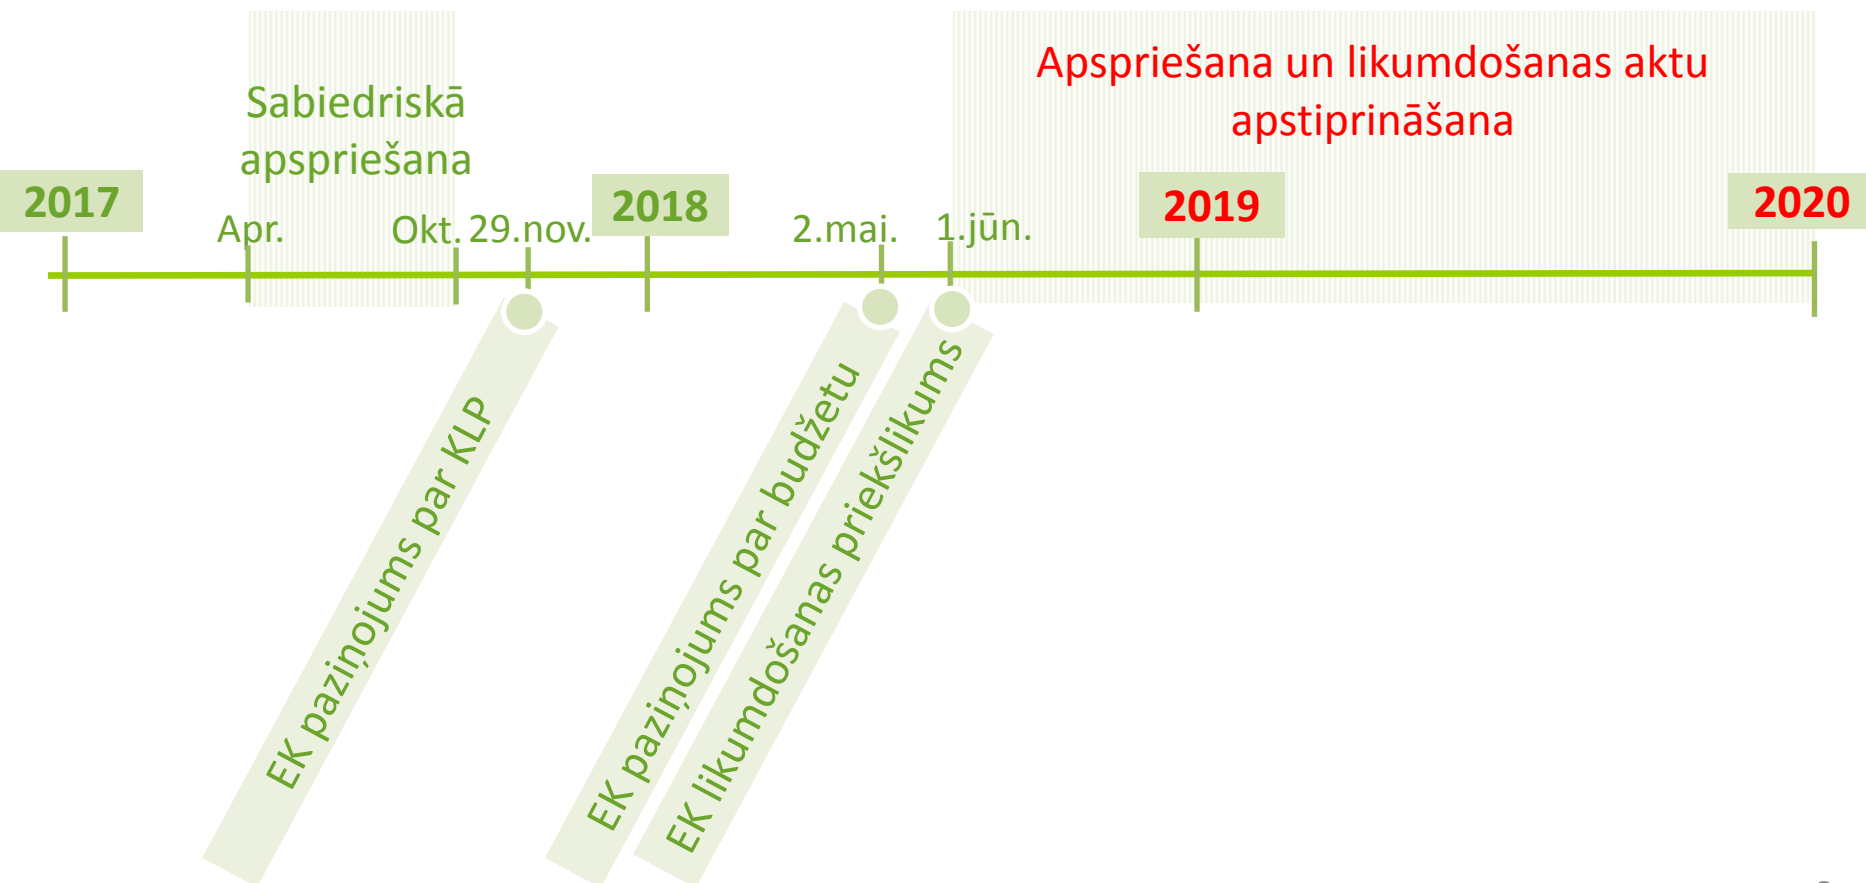 Apspriešana un likumdošanas aktu
apstiprināšana
Sabiedriskā
apspriešana
2017
2018
2019
2020
Apr.
Okt.
29.nov.
2.mai.
1.jūn.
EK paziņojums par KLP
EK paziņojums par budžetu
EK likumdošanas priekšlikums